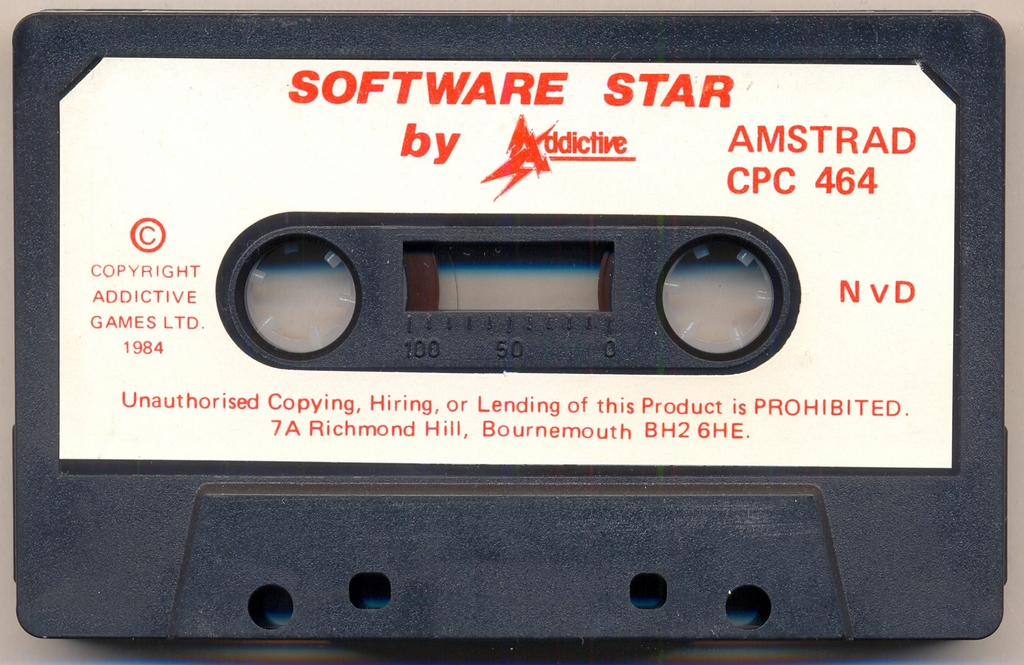 SOFTWARE STAR
by Addictive
AMSTRAD
CPC 464
©
COPYRIGHT
ADDICTIVE
GAMES LTD.
1984
NvD
100 50 0
Unauthorised Copying, Hiring, or Lending of this Product is PROHIBITED.
7A Richmond Hill, Bournemouth BH2 6HE.